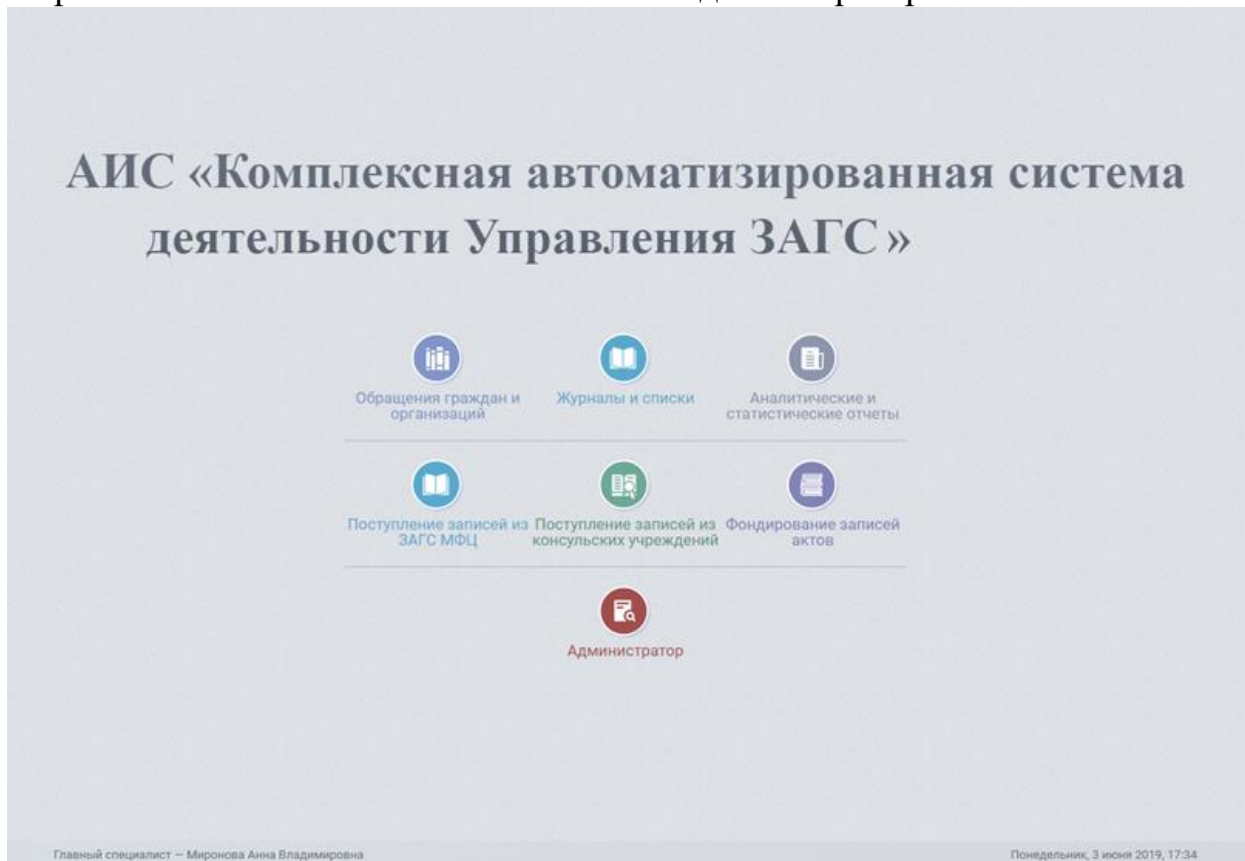 АИС «Комплексная автоматизированная система
деятельности Управления ЗАГС »
Обращения граждан и
организаций
Журналы и списки
Аналитические и
статистические отчеты
Поступление записей из
ЗАГС МФЦ
Поступление записей из
консульских учреждений
Фондирование записей
актов
Администратор
Главный специалист — Миронова Анна Владимировна
Понедельник, 3 июня 2019, 17:34